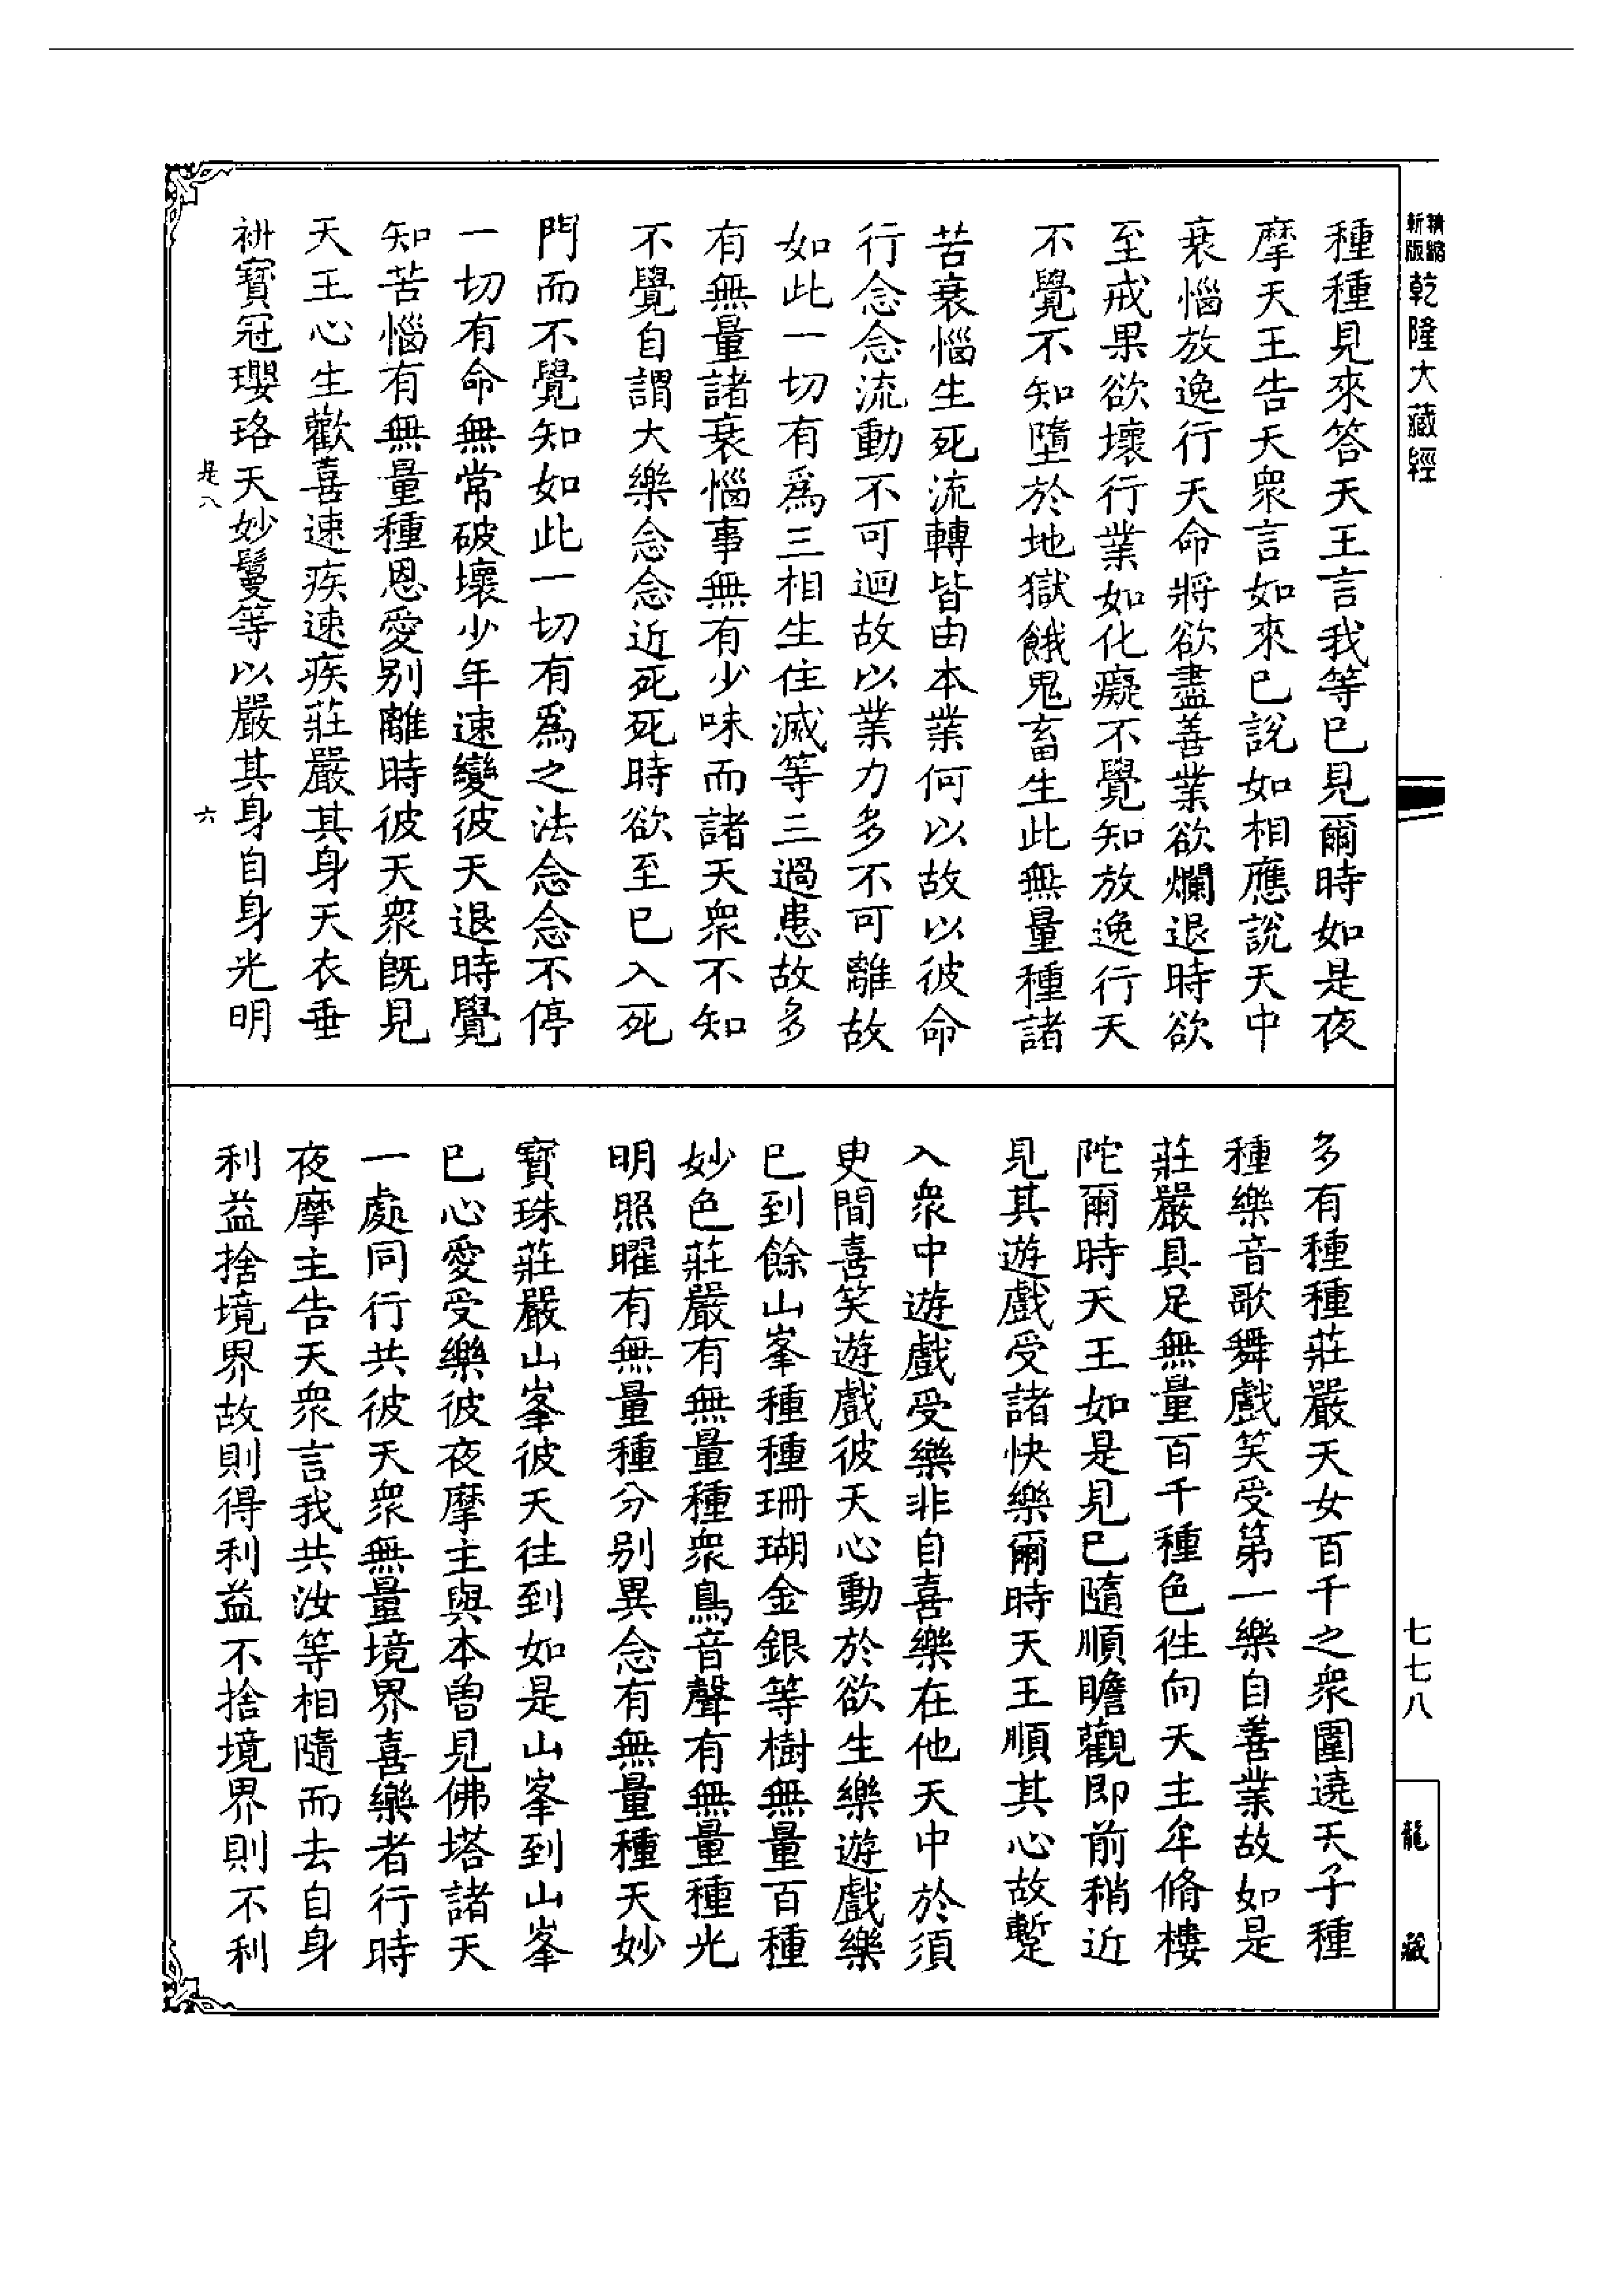 新版 精縮 乾隆大藏經
種種見來答天王言我等已見爾時如是夜
摩天王告天眾言如來已說如相應說天中
衰惱放逸行天命將欲盡善業欲爛退時欲
至戒果欲壞行業如化癡不覺知放逸行天
不覺不知墮於地獄餓鬼畜生此無量種諸
苦衰惱生死流轉皆由本業何以故以彼命
行念念流動不可迴故以業力多不可離故
如此一切有為三相生住滅等三過患故多
有無量諸衰惱事無有少味而諸天眾不知
不覺自謂大樂念念近死死時欲至已入死
門而不覺知如此一切有為之法念念不停
一切有命無常破壞少年速變彼天退時覺
知苦惱有無量種恩愛別離時彼天眾既見
天王心生歡喜速疾速疾莊嚴其身天衣垂
裓寶冠瓔珞天妙鬘等以嚴其身自身光明
是八 六
多有種種莊嚴天女百千之眾圍遶天子種
種樂音歌舞戲笑受第一樂自善業故如是
莊嚴具足無量百千種色往向天主牟脩樓
陀爾時天王如是見已隨順瞻觀即前稍近
見其遊戲受諸快樂爾時天王順其心故暫
入眾中遊戲受樂非自喜樂在他天中於須
臾間喜笑遊戲彼天心動於欲生樂遊戲樂
已到餘山峯種種珊瑚金銀等樹無量百種
妙色莊嚴有無量種眾鳥音聲有無量種光
明照曜有無量種分別異念有無量種天妙
寶珠莊嚴山峯彼天往到如是山峯到山峯
已心愛受樂彼夜摩主與本曾見佛塔諸天
一處同行共彼天眾無量境界喜樂者行時
夜摩主告天眾言我共汝等相隨而去自身
利益捨境界故則得利益不捨境界則不利
七七八
龍藏